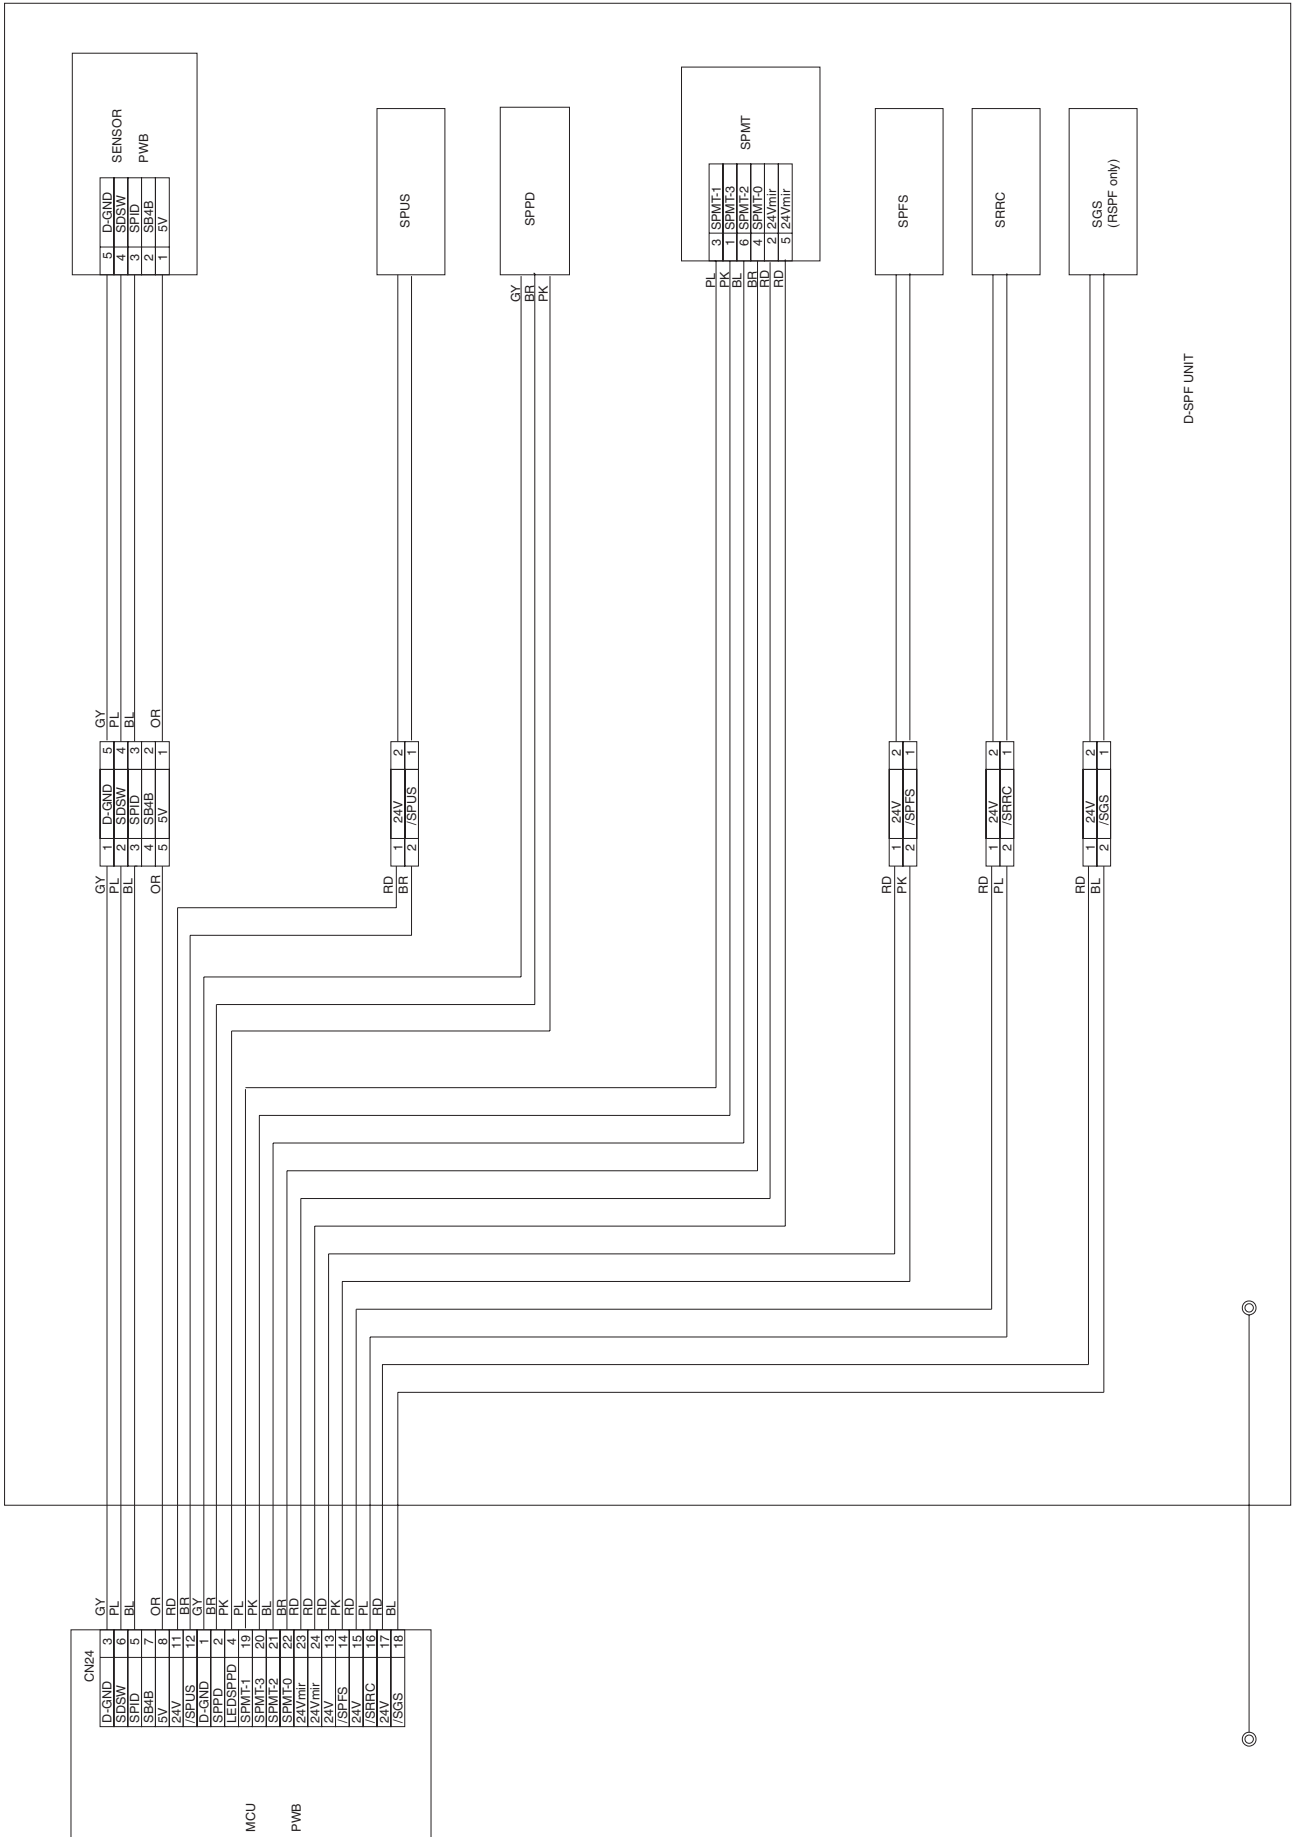 SENSOR
PWB
5 D-GND
4 SDSW
3 SPID
2 SB4B
1 5V
SPUS
SPPD
GY
BR
PK
SPMT
3 SPMT-1
1 SPMT-3
6 SPMT-2
4 SPMT-0
2 24Vmir
5 24Vmir
PL
PK
BL
BR
RD
RD
SPFS
SRRC
SGS
(RSPF only)
D-SPF UNIT
GY
PL
BL
OR
1 D-GND 5
2 SDSW 4
3 SPID 3
4 SB4B 2
5 5V 1
GY
PL
BL
OR
1 24V 2
2 /SPUS 1
RD
BR
1 24V 2
2 /SPFS 1
RD
PK
1 24V 2
2 /SRRC 1
RD
PL
1 24V 2
2 /SGS 1
RD
BL
CN24
D-GND 3 GY
SDSW 6 PL
SPID 5 BL
SB4B 7
5V 8 OR
24V 11 RD
/SPUS 12 BR
D-GND 1 GY
SPPD 2 BR
LEDSPPD 4 PK
SPMT-1 19 PL
SPMT-3 20 PK
SPMT-2 21 BL
SPMT-0 22 BR
24Vmir 23 RD
24Vmir 24 RD
24V 13 RD
/SPFS 14 PK
24V 15 RD
/SRRC 16 PL
24V 17 RD
/SGS 18 BL
MCU
PWB